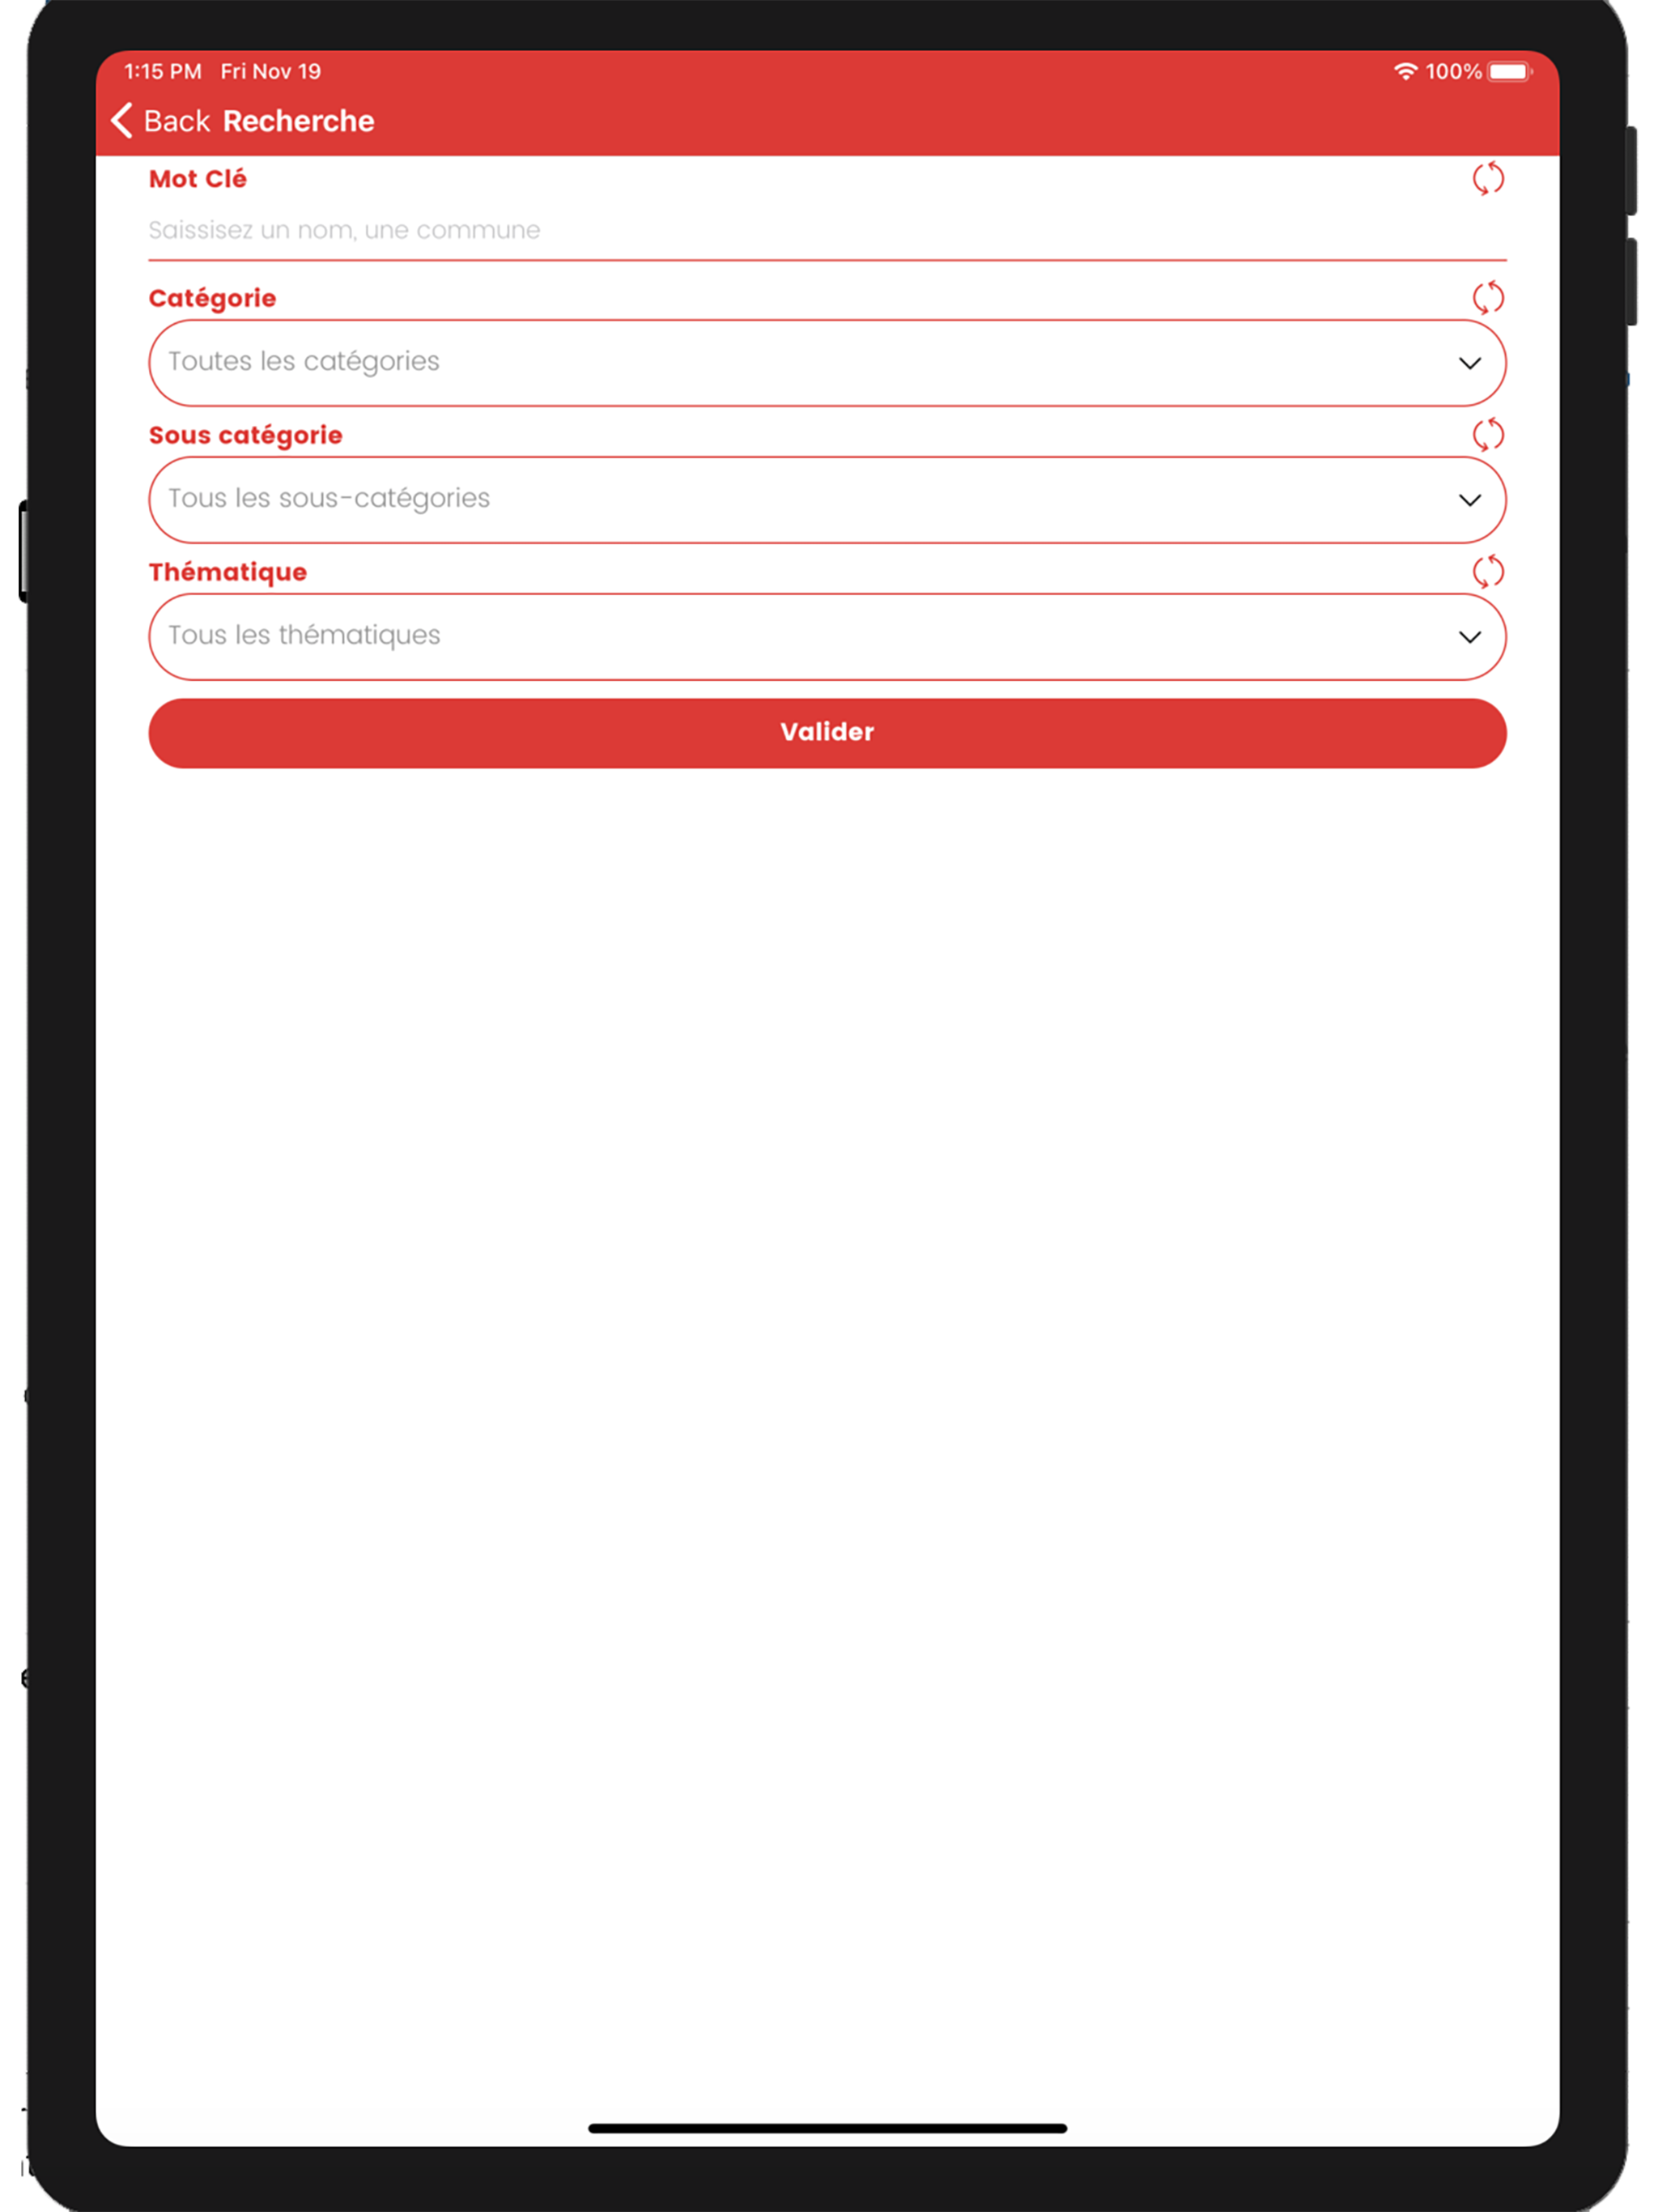 1:15 PM Fri Nov 19 100%
Back Recherche
Mot Clé
Saissisez un nom, une commune
Catégorie
Toutes les catégories
Sous catégorie
Tous les sous-catégories
Thématique
Tous les thématiques
Valider